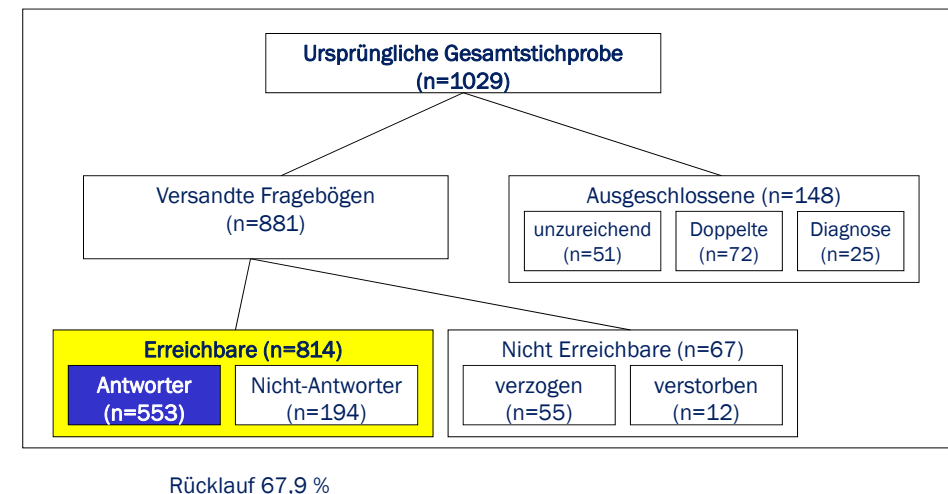 Ursprüngliche Gesamtstichprobe
(n=1029)
Versandte Fragebögen
(n=881)
Ausgeschlossene (n=148)
unzureichend
(n=51)
Doppelte
(n=72)
Diagnose
(n=25)
Erreichbare (n=814)
Antworter
(n=553)
Nicht-Antworter
(n=194)
Nicht Erreichbare (n=67)
verzogen
(n=55)
verstorben
(n=12)
Rücklauf 67,9 %